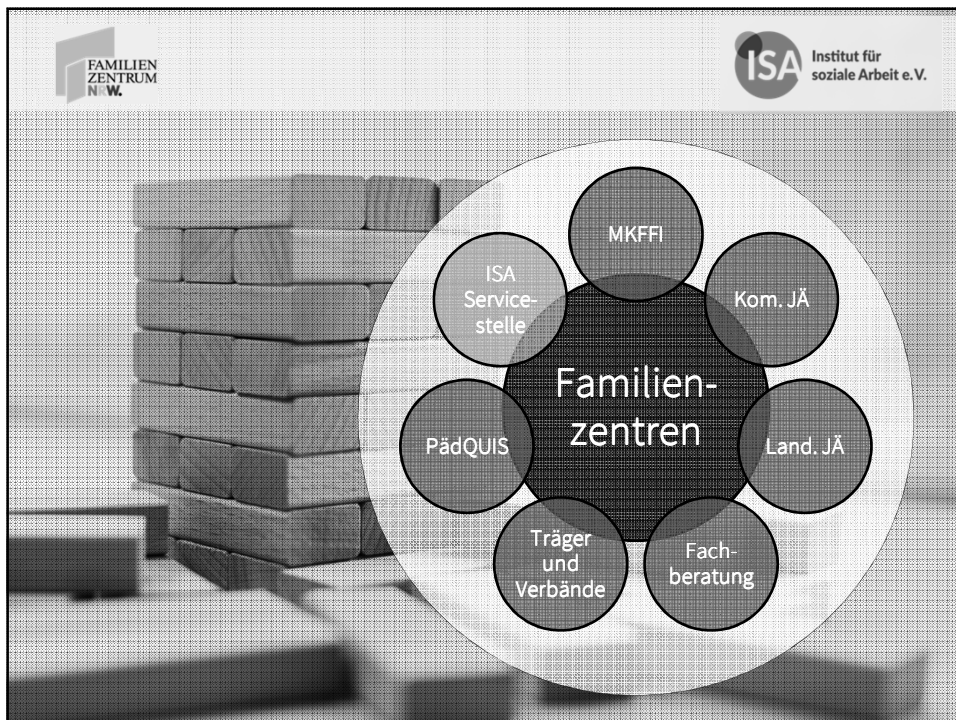 FAMILIEN
ZENTRUM
NRW.
ISA
Institut für
soziale Arbeit e.V.
MKFFI
Kom. JÄ
Land. JÄ
Fach-
beratung
Träger
und
Verbände
PädQUIS
ISA
Service-
stelle
Familien-
zentren